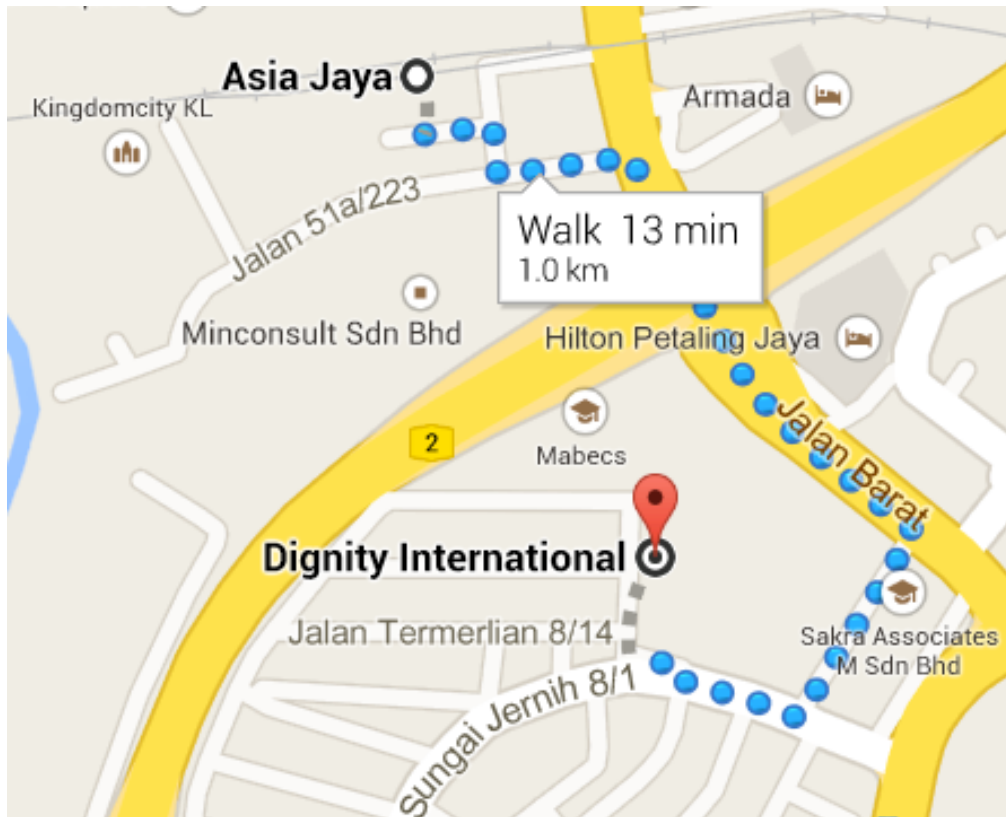 Asia Jaya
Kingdomcity KL
Armada
Jalan 51a/223
Walk 13 min
1.0 km
Minconsult Sdn Bhd
Hilton Petaling Jaya
2
Mabecs
Jalan Barat
Dignity International
Jalan Termerlian 8/14
Sakra Associates
M Sdn Bhd
Sungai Jernih 8/1